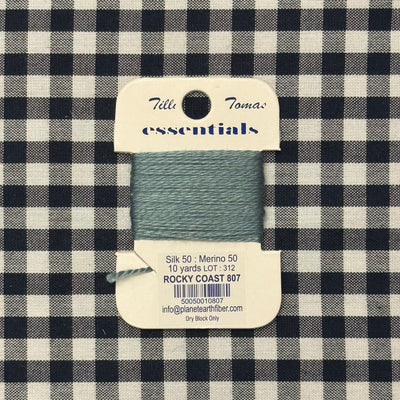 Tilli Tomas
essentials
Silk 50 : Merino 50
10 yards LOT : 312
ROCKY COAST 807
50050010807
info@planetearthfiber.com
Dry Block Only